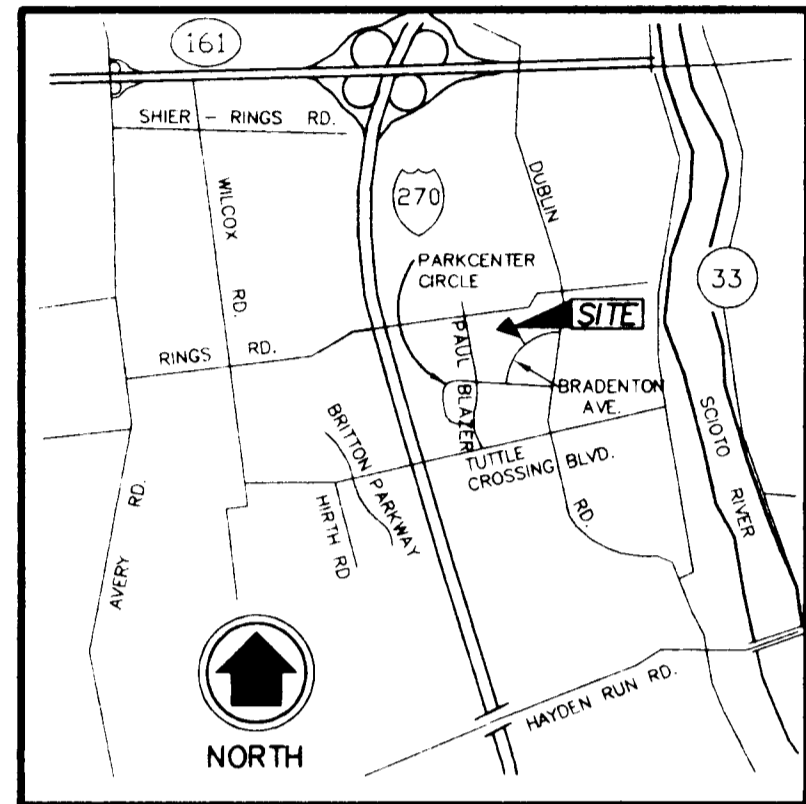 161
SHIER - RINGS RD.
WILCOX RD.
270
DUBLIN RD.
PARKCENTER
CIRCLE
33
SITE
PAUL BLAZER
RINGS RD.
BRADENTON
AVE.
BRITTON PARKWAY
TUTTLE
CROSSING BLVD.
SCIOTO RIVER
HIRTH RD
AVERY RD.
HAYDEN RUN RD.
NORTH